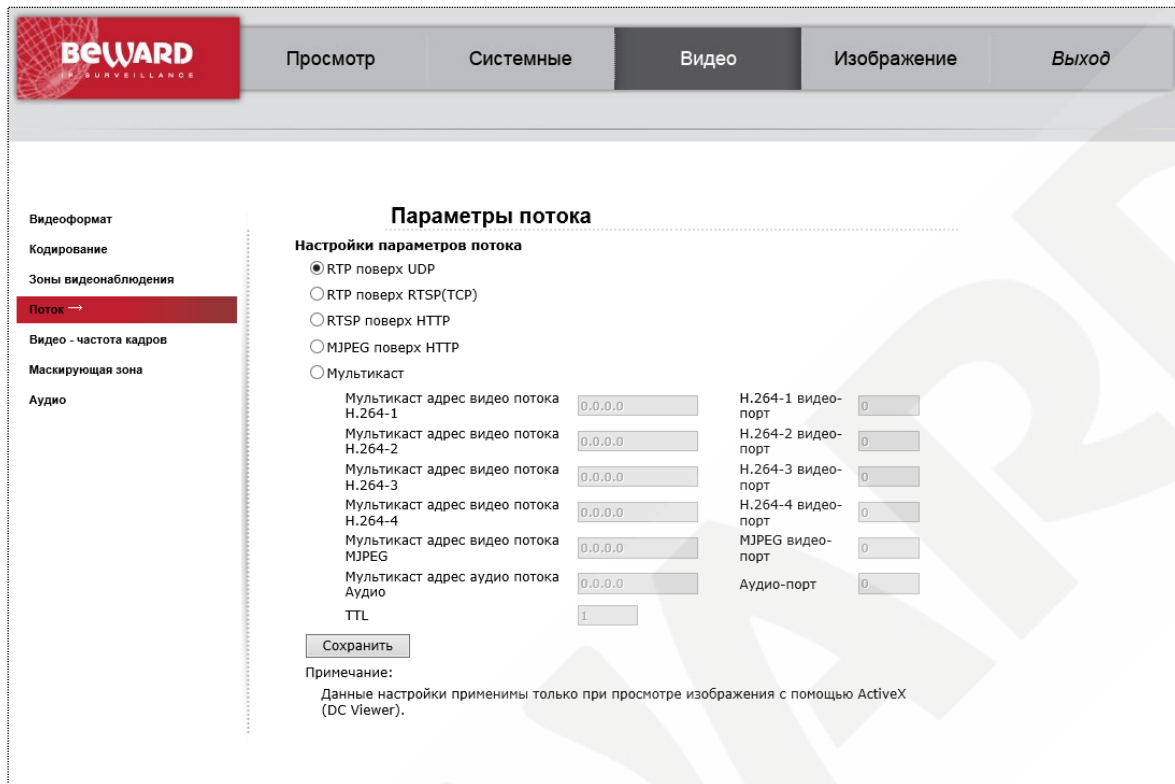 BEWARD
IP SURVEILLANCE
Просмотр
Системные
Видео
Изображение
Выход
Видеоформат
Кодирование
Зоны видеонаблюдения
Поток →
Видео - частота кадров
Маскирующая зона
Аудио
Параметры потока
Настройки параметров потока
RTP поверх UDP
RTP поверх RTSP(TCP)
RTSP поверх HTTP
MJPEG поверх HTTP
Мультикаст
Мультикаст адрес видео потока
H.264-1
0.0.0.0
H.264-1 видео-
порт
0
Мультикаст адрес видео потока
H.264-2
0.0.0.0
H.264-2 видео-
порт
0
Мультикаст адрес видео потока
H.264-3
0.0.0.0
H.264-3 видео-
порт
0
Мультикаст адрес видео потока
H.264-4
0.0.0.0
H.264-4 видео-
порт
0
Мультикаст адрес видео потока
MJPEG
0.0.0.0
MJPEG видео-
порт
0
Мультикаст адрес аудио потока
Аудио
0.0.0.0
Аудио-порт
0
TTL
1
Сохранить
Примечание:
Данные настройки применимы только при просмотре изображения с помощью ActiveX
(DC Viewer).